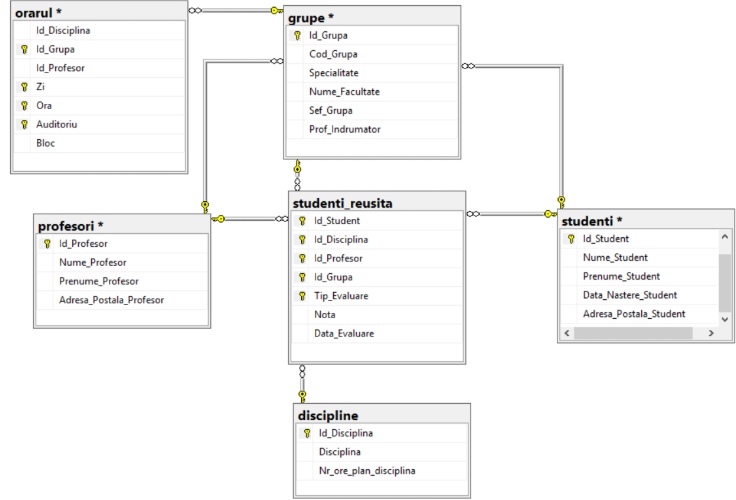 orarul *
Id_Disciplina
Id_Grupa
Id_Profesor
Zi
Ora
Auditoriu
Bloc
grupe *
Id_Grupa
Cod_Grupa
Specialitate
Nume_Facultate
Sef_Grupa
Prof_Indrumator
profesori *
Id_Profesor
Nume_Profesor
Prenume_Profesor
Adresa_Postala_Profesor
studenti_reusita
Id_Student
Id_Disciplina
Id_Profesor
Id_Grupa
Tip_Evaluare
Nota
Data_Evaluare
studenti *
Id_Student
Nume_Student
Prenume_Student
Data_Nastere_Student
Adresa_Postala_Student
discipline
Id_Disciplina
Disciplina
Nr_ore_plan_disciplina